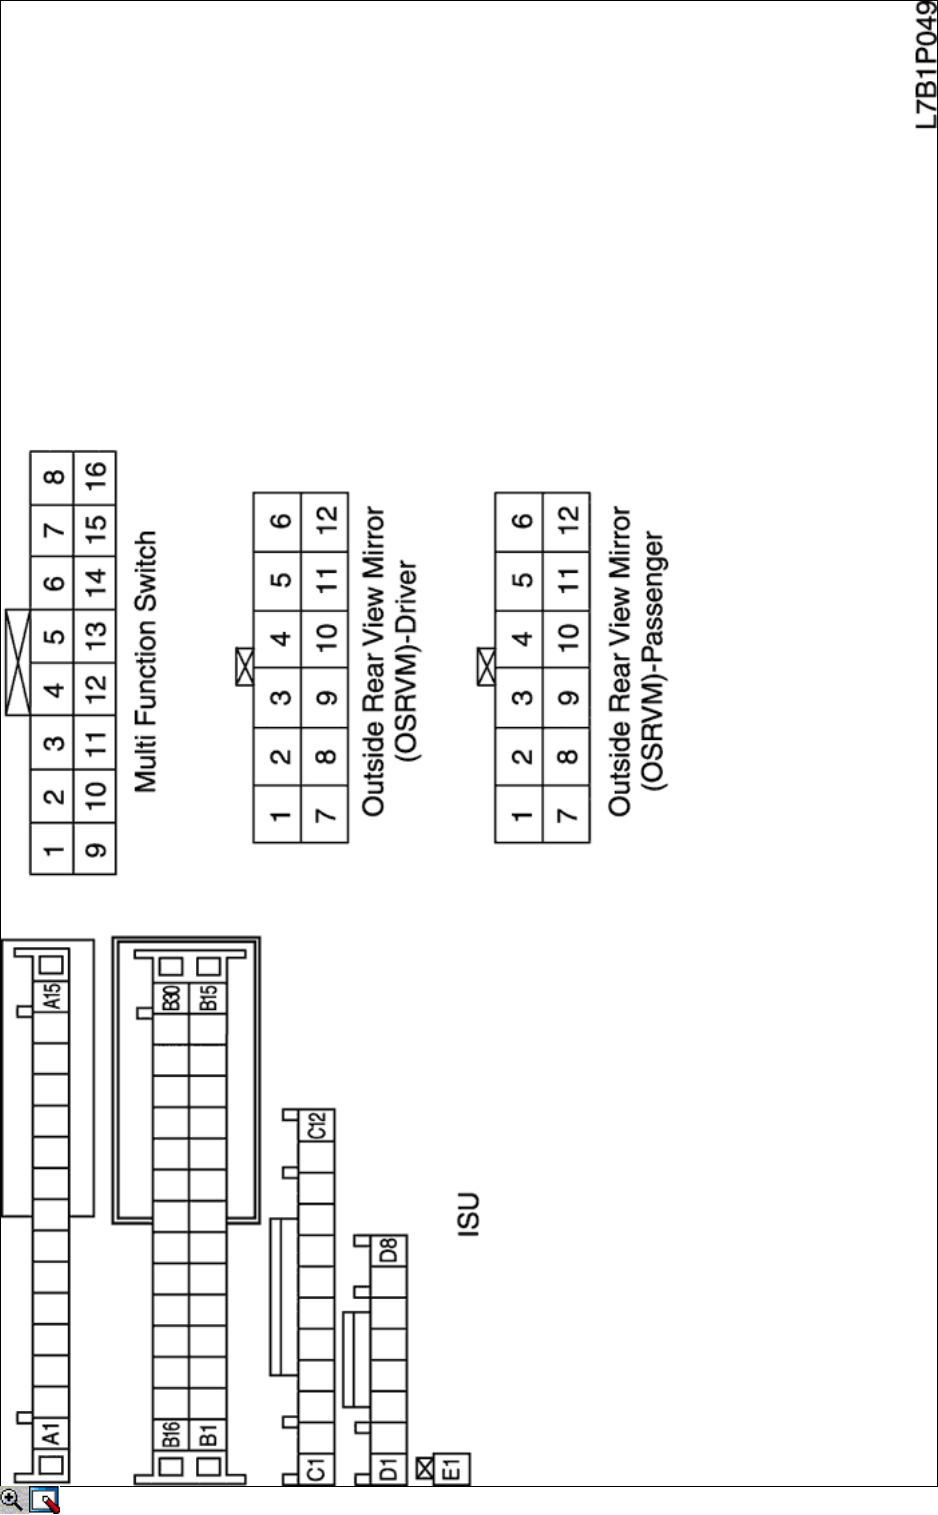 A1 A15
B16 B30
B1 B15
C1 C12
D1 D8
E1
ISU
1 2 3 4 5 6 7 8
9 10 11 12 13 14 15 16
Multi Function Switch
1 2 3 4 5 6
7 8 9 10 11 12
Outside Rear View Mirror
(OSRVM)-Driver
1 2 3 4 5 6
7 8 9 10 11 12
Outside Rear View Mirror
(OSRVM)-Passenger
L7B1P049